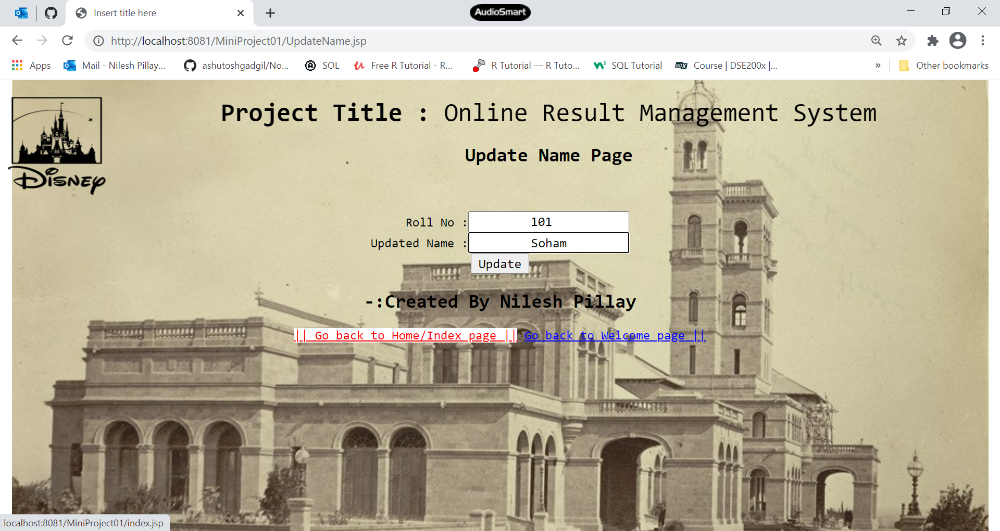 Insert title here
AudioSmart
http://localhost:8081/MiniProject01/UpdateName.jsp
Apps
Mail - Nilesh Pillay...
ashutoshgadgil/No...
SOL
Free R Tutorial - R...
R Tutorial — R Tuto...
w3
SQL Tutorial
edX
Course | DSE200x |...
»
Other bookmarks
Project Title : Online Result Management System
Update Name Page
Disney
Roll No : 101
Updated Name : Soham
Update
-:Created By Nilesh Pillay
|| Go back to Home/Index page || Go back to Welcome page ||
localhost:8081/MiniProject01/index.jsp